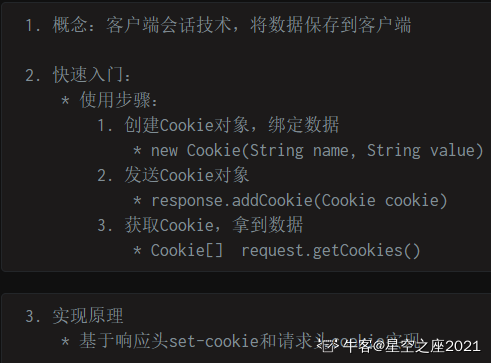 1. 概念：客户端会话技术，将数据保存到客户端
2. 快速入门：
* 使用步骤：
1. 创建Cookie对象，绑定数据
* new Cookie(String name, String value)
2. 发送Cookie对象
* response.addCookie(Cookie cookie)
3. 获取Cookie，拿到数据
* Cookie[] request.getCookies()
3. 实现原理
* 基于响应头set-cookie和请求头cookie实现
牛客@星空之座2021